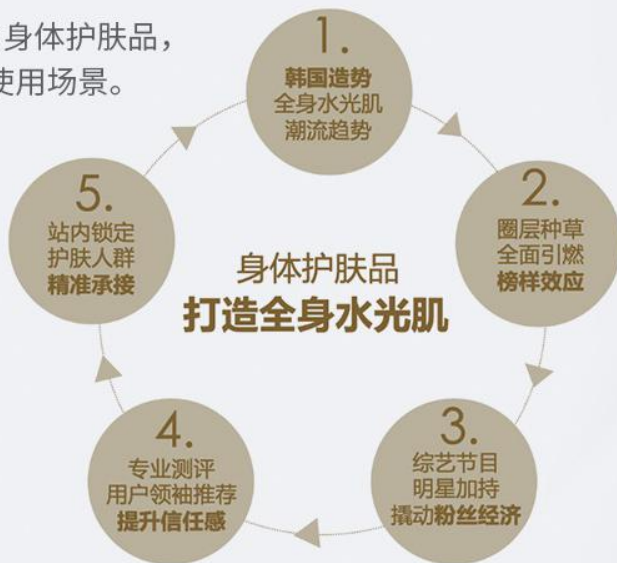 身体护肤品，
使用场景。
1.
韩国造势
全身水光肌
潮流趋势
2.
圈层种草
全面引燃
榜样效应
3.
综艺节目
明星加持
撬动粉丝经济
4.
专业测评
用户领袖推荐
提升信任感
5.
站内锁定
护肤人群
精准承接
身体护肤品
打造全身水光肌